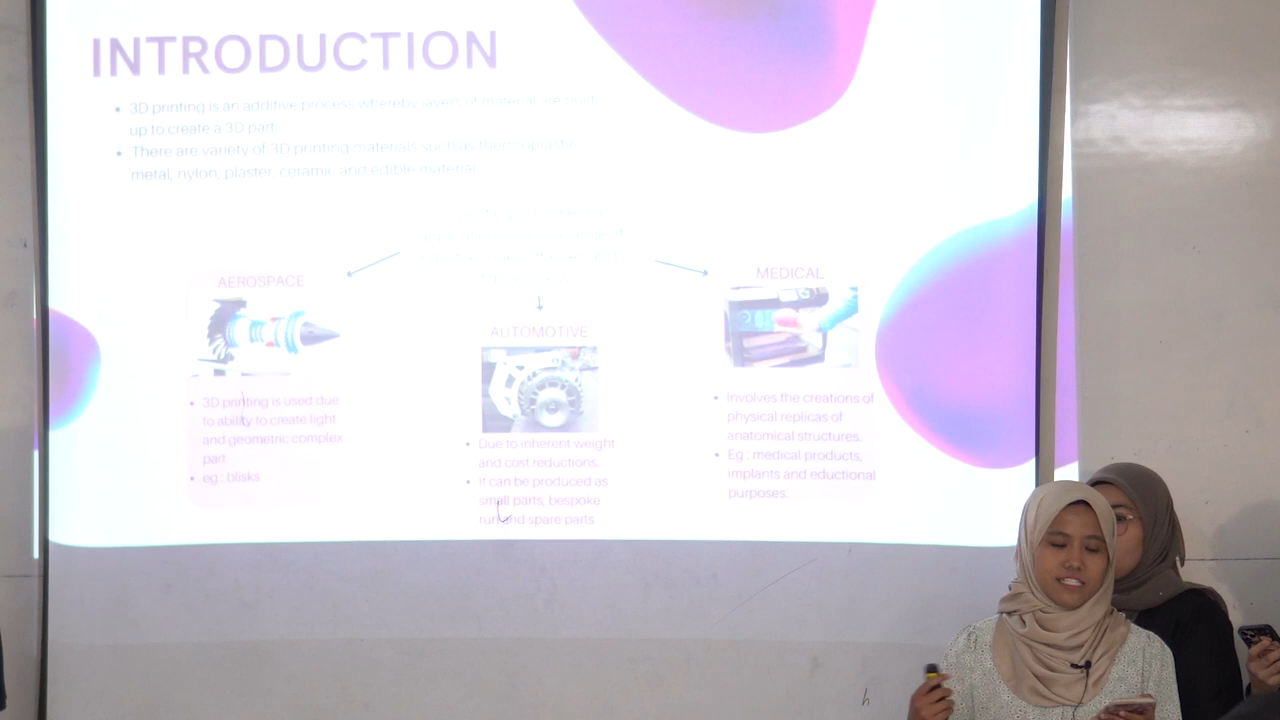 INTRODUCTION
3D printing is an additive process whereby layers of material are built
up to create a 3D part
There are variety of 3D printing materials such as thermoplastic,
metal, nylon, plaster, ceramic and edible material.
AEROSPACE
3D printing is used due
to ability to create light
and geometric complex
part
eg : blisks
AUTOMOTIVE
Due to inherent weight
and cost reductions.
It can be produced as
small parts, bespoke
run and spare parts
MEDICAL
Involves the creations of
physical replicas of
anatomical structures.
Eg : medical products,
implants and eductional
purposes.